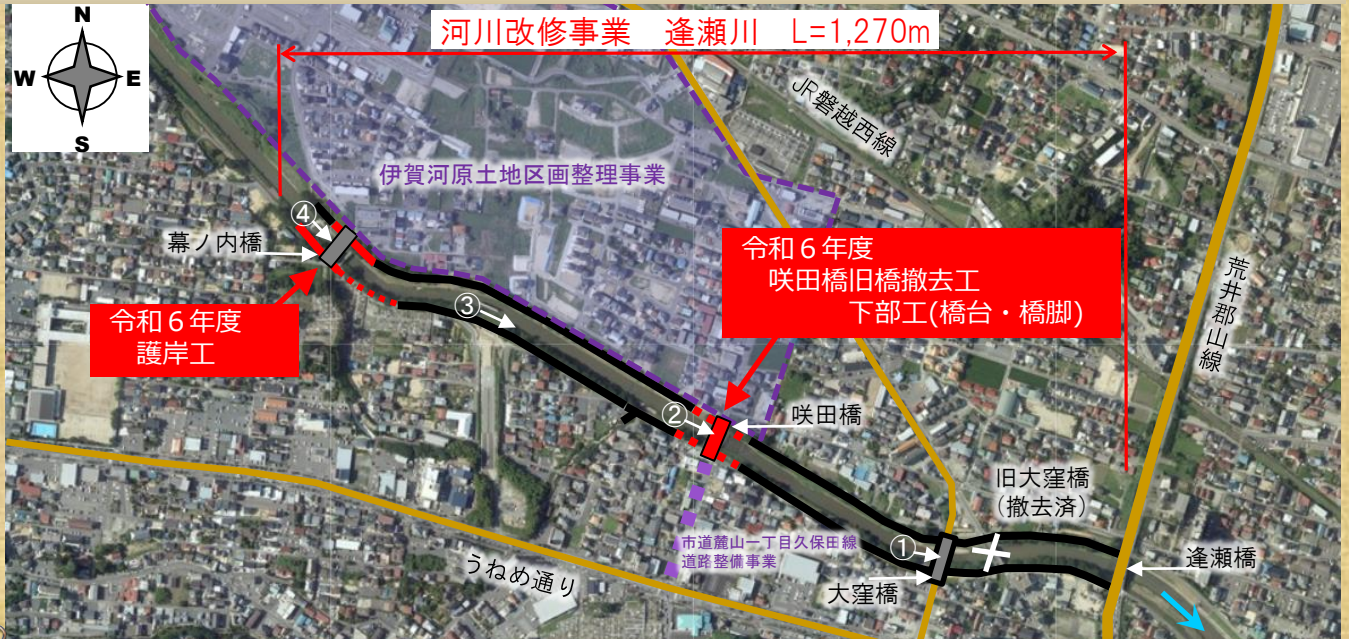 河川改修事業　逢瀬川　L=1,270m
N
W
E
S
JR磐越西線
伊賀河原土地区画整理事業
④
幕ノ内橋
令和６年度
咲田橋旧橋撤去工
下部工(橋台・橋脚)
荒井郡山線
③
令和６年度
護岸工
②
咲田橋
旧大窪橋
（撤去済）
市道麓山一丁目久保田線
道路整備事業
①
逢瀬橋
うねめ通り
大窪橋